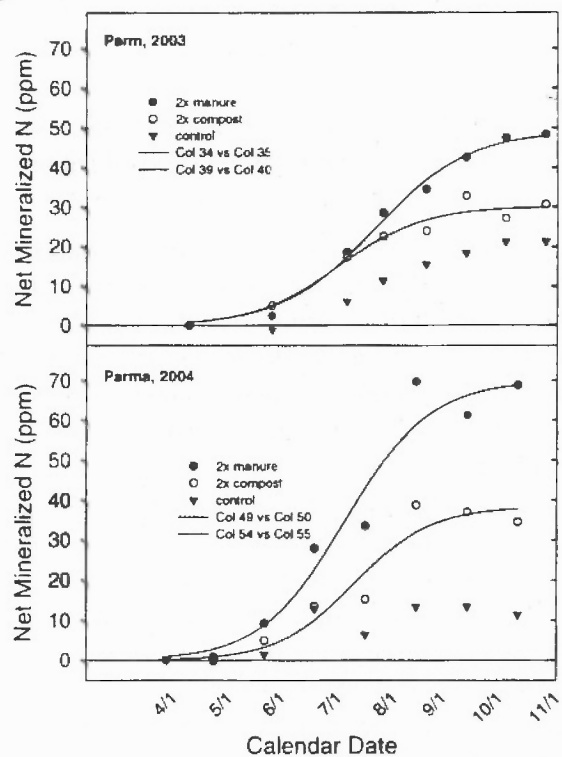 Parm, 2003
Net Mineralized N (ppm)
70
60
50
40
30
20
10
0
2x manure
2x compost
control
Col 34 vs Col 35
Col 39 vs Col 40
Parma, 2004
Net Mineralized N (ppm)
70
60
50
40
30
20
10
0
2x manure
2x compost
control
Col 49 vs Col 50
Col 54 vs Col 55
4/1
5/1
6/1
7/1
8/1
9/1
10/1
11/1
Calendar Date